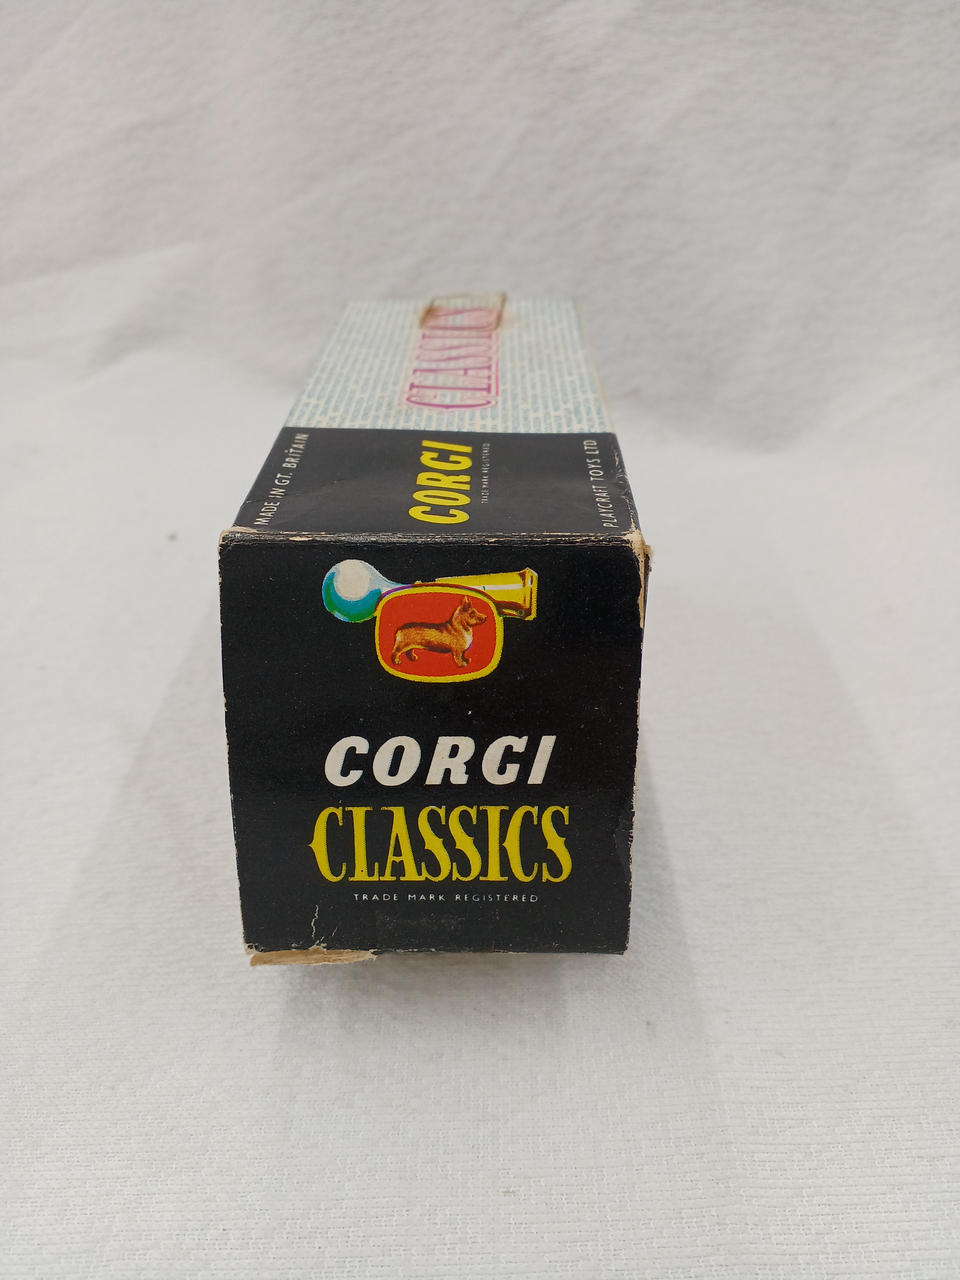 CLASSICS
MADE IN GT. BRITAIN
CORGI
TRADE MARK REGISTERED
PLAYCRAFT TOYS LTD
CORGI
CLASSICS
TRADE MARK REGISTERED